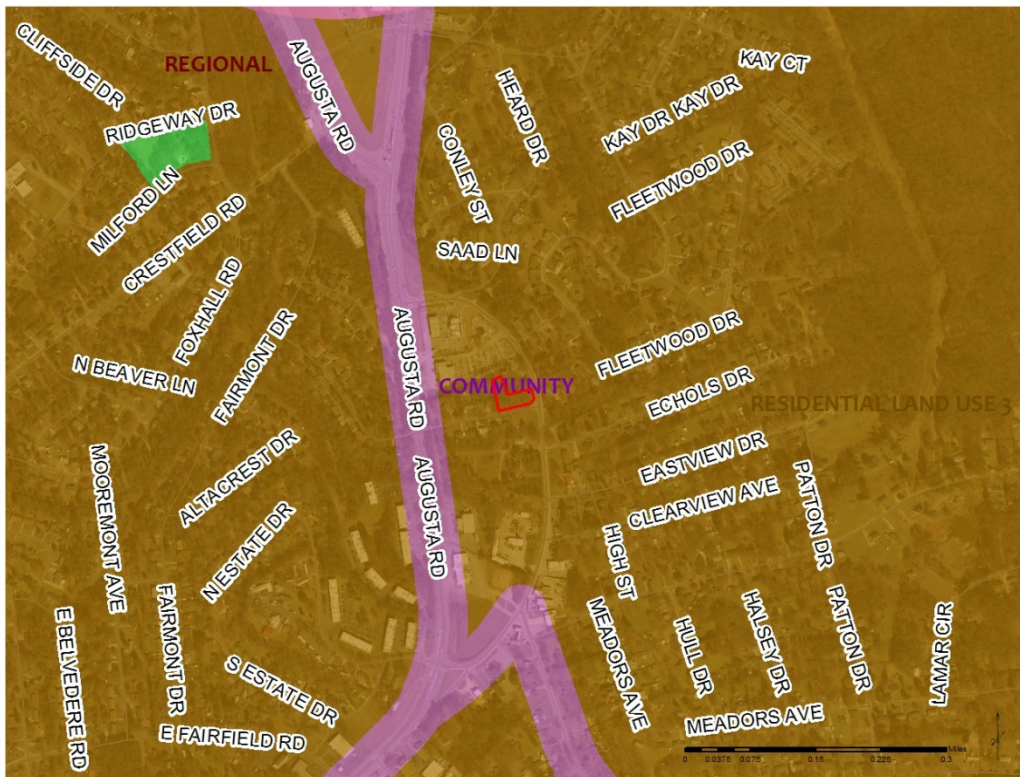 CLIFFSIDE DR
REGIONAL
AUGUSTA RD
KAY CT
HEARD DR
KAY DR KAY DR
RIDGEWAY DR
CONLEY ST
FLEETWOOD DR
MILFORD LN
CRESTFIELD RD
SAAD LN
FOXHALL RD
FAIRMONT DR
AUGUSTA RD
FLEETWOOD DR
N BEAVER LN
COMMUNITY
ECHOLS DR
RESIDENTIAL LAND USE 3
ALTACREST DR
AUGUSTA RD
EASTVIEW DR
MOOREMONT AVE
CLEARVIEW AVE
PATTON DR
N ESTATE DR
HIGH ST
FAIRMONT DR
MEADORS AVE
HULL DR
HALSEY DR
PATTON DR
LAMAR CIR
E BELVEDERE RD
S ESTATE DR
E FAIRFIELD RD
MEADORS AVE
Miles
0 0.0375 0.075 0.15 0.225 0.3